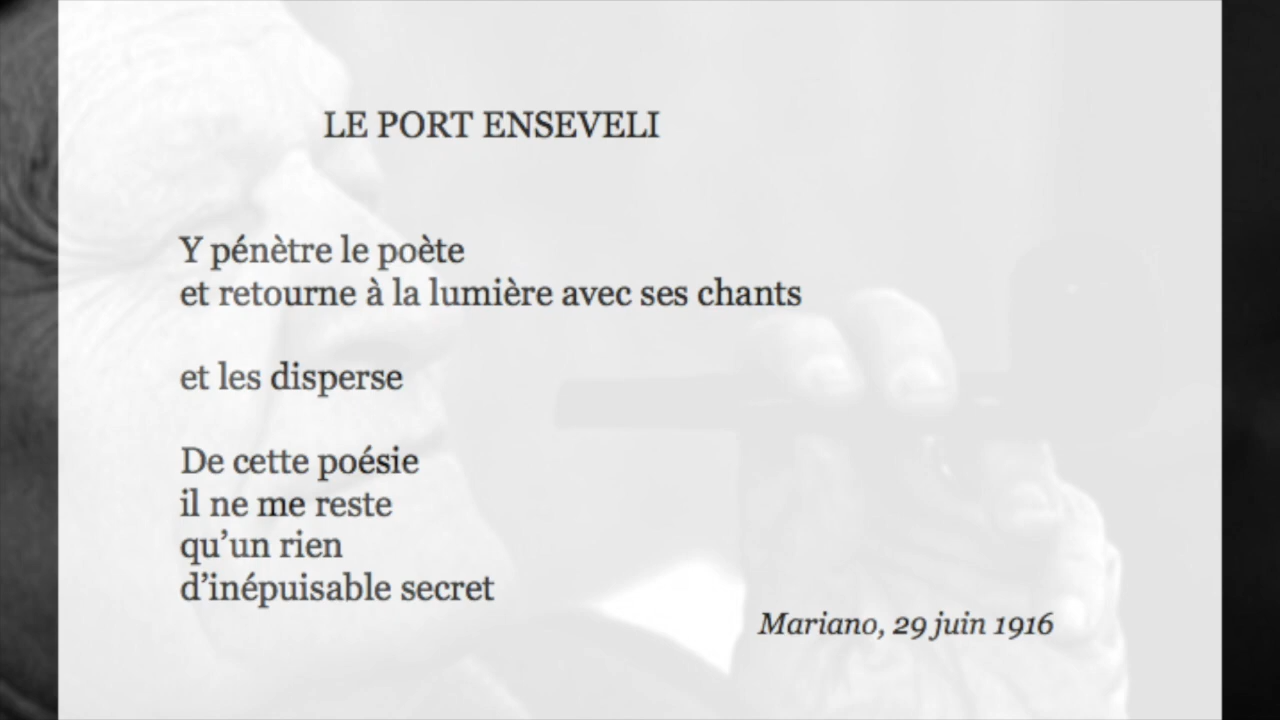 LE PORT ENSEVELI
Y pénètre le poète
et retourne à la lumière avec ses chants
et les disperse
De cette poésie
il ne me reste
qu’un rien
d’inépuisable secret
Mariano, 29 juin 1916